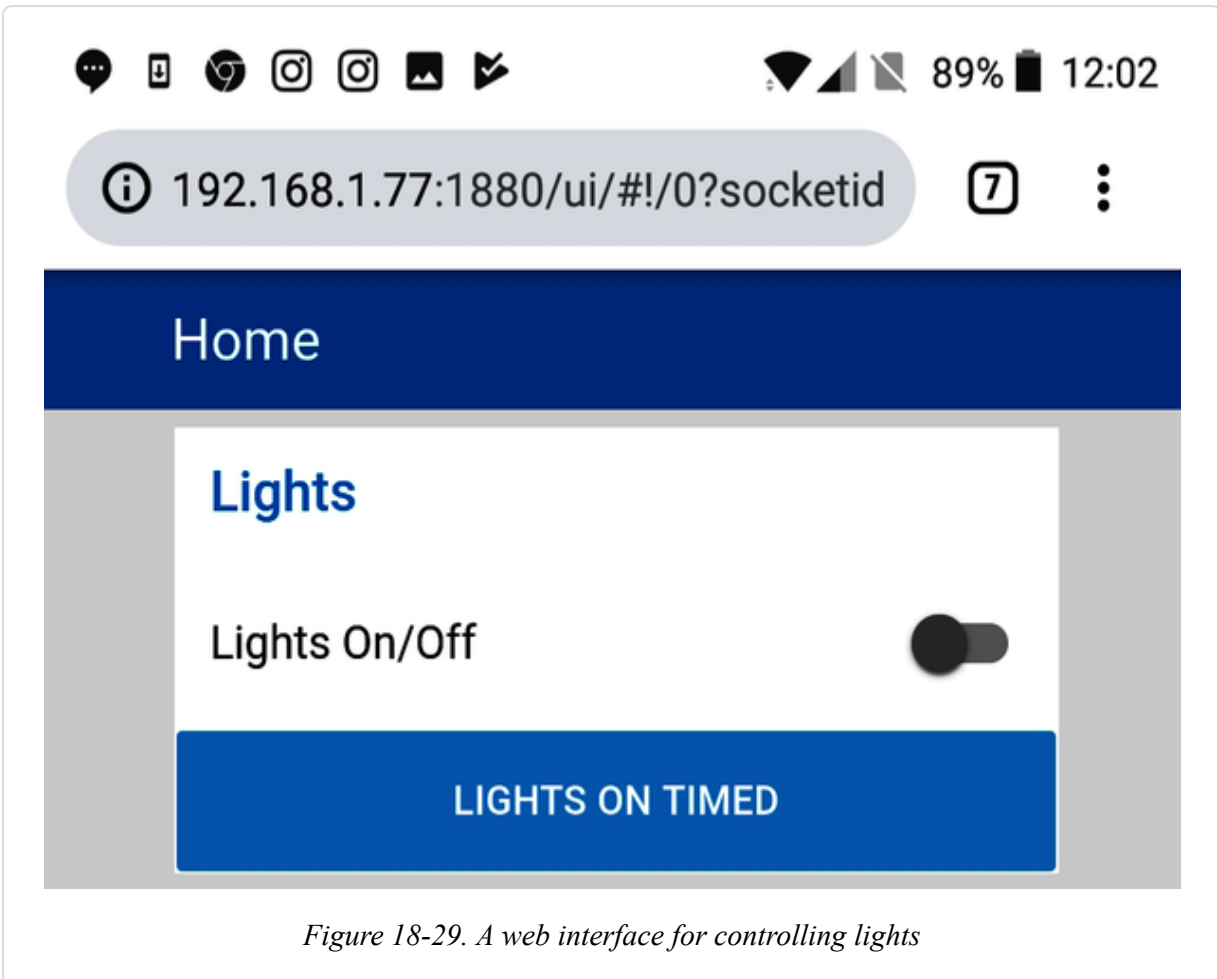 89% 12:02
192.168.1.77:1880/ui/#!/0?socketid 7
Home
Lights
Lights On/Off
LIGHTS ON TIMED
Figure 18-29. A web interface for controlling lights